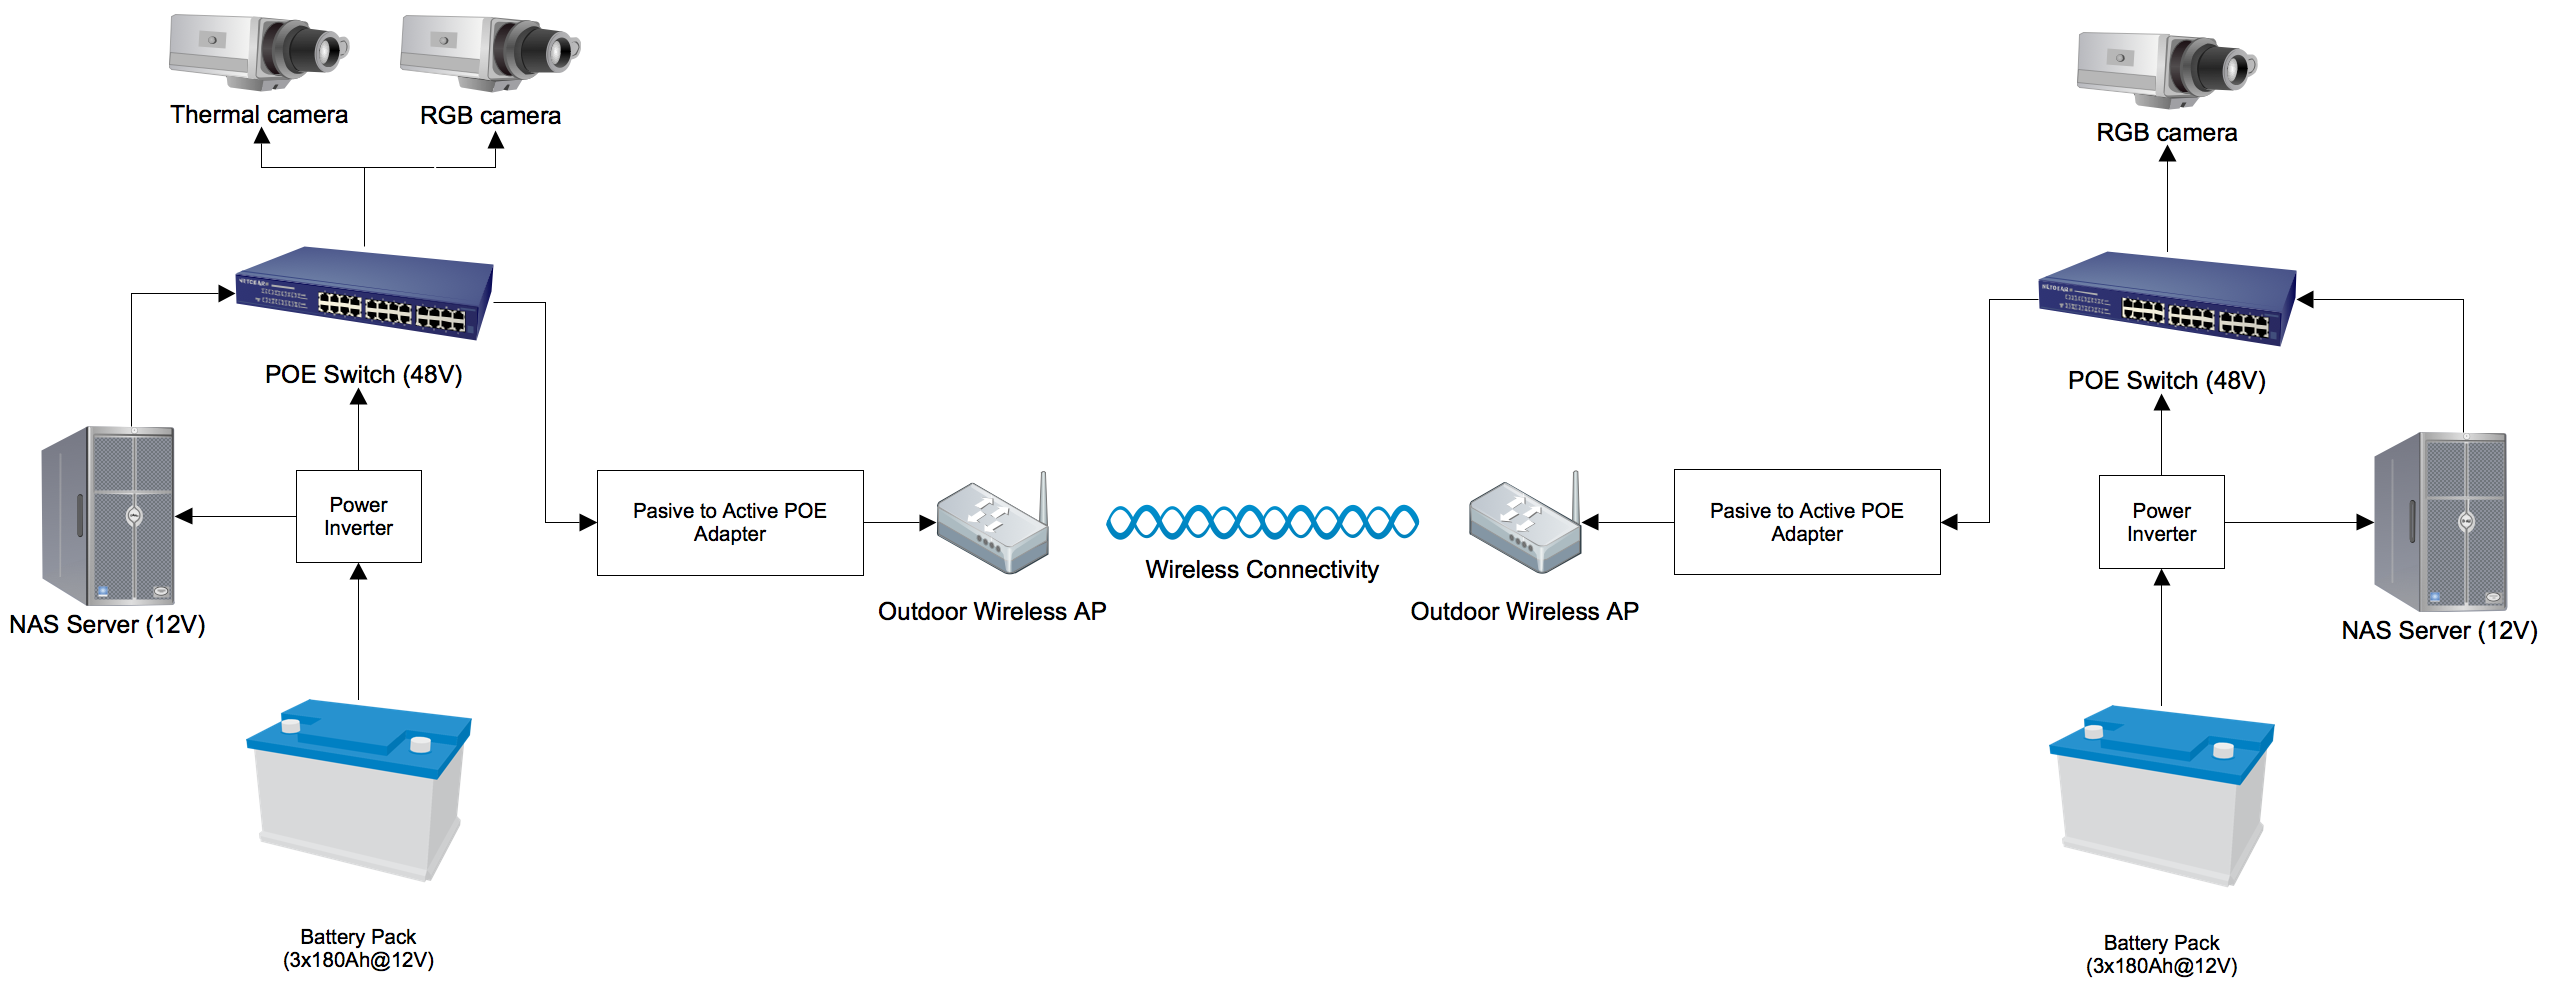 Thermal camera
RGB camera
RGB camera
NETGEAR
NETGEAR
POE Switch (48V)
POE Switch (48V)
Power
Inverter
Pasive to Active POE
Adapter
Pasive to Active POE
Adapter
Power
Inverter
Wireless Connectivity
Outdoor Wireless AP
Outdoor Wireless AP
NAS Server (12V)
NAS Server (12V)
Battery Pack
(3x180Ah@12V)
Battery Pack
(3x180Ah@12V)